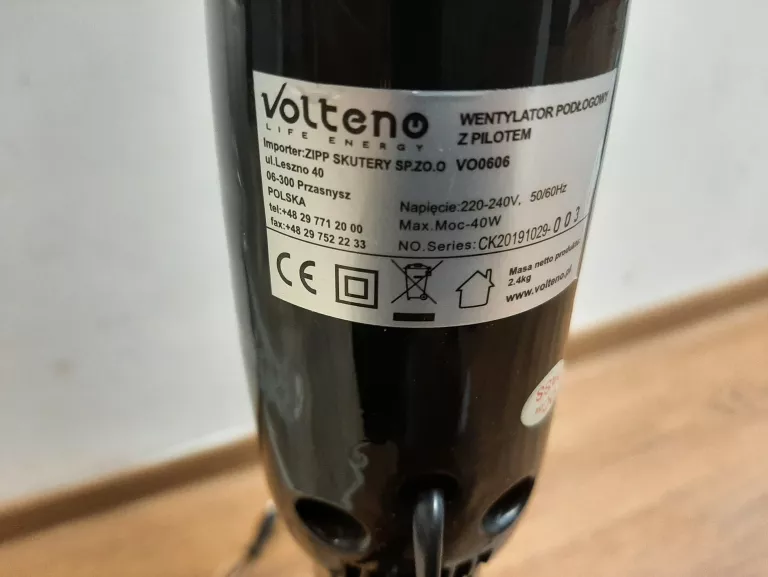 Volteno
LIFE ENERGY
WENTYLATOR PODŁOGOWY
Z PILOTEM
Importer:ZIPP SKUTERY SP.ZO.O
VO0606
ul.Leszno 40
06-300 Przasnysz
POLSKA
tel:+48 29 771 20 00
fax:+48 29 752 22 33
Napięcie:220-240V, 50/60Hz
Max.Moc-40W
NO.Series: CK20191029-003
CE
Masa netto produktu
2.4kg
www.volteno.pl